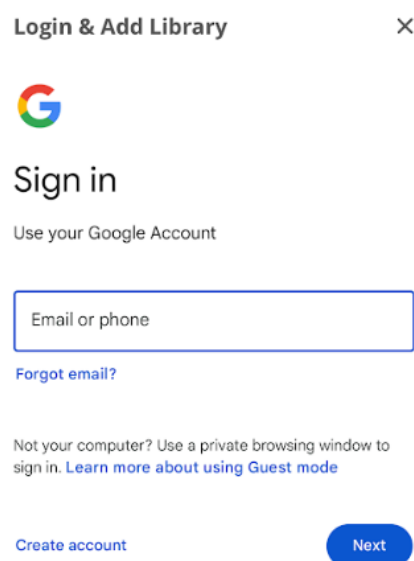 Login & Add Library
Sign in
Use your Google Account
Email or phone
Forgot email?
Not your computer? Use a private browsing window to
sign in. Learn more about using Guest mode
Create account
Next